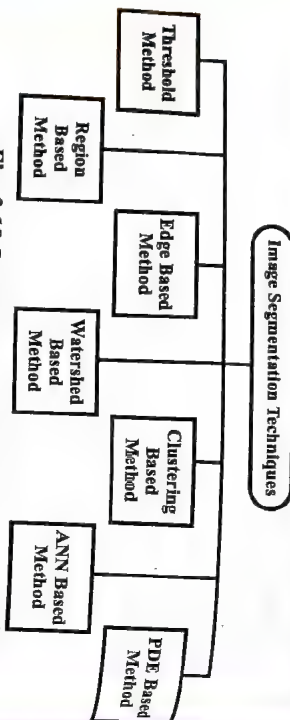 Image Segmentation Techniques
Threshold
Method
Region
Based
Method
Edge Based
Method
Watershed
Based
Method
Clustering
Based
Method
ANN Based
Method
PDE Based
Method